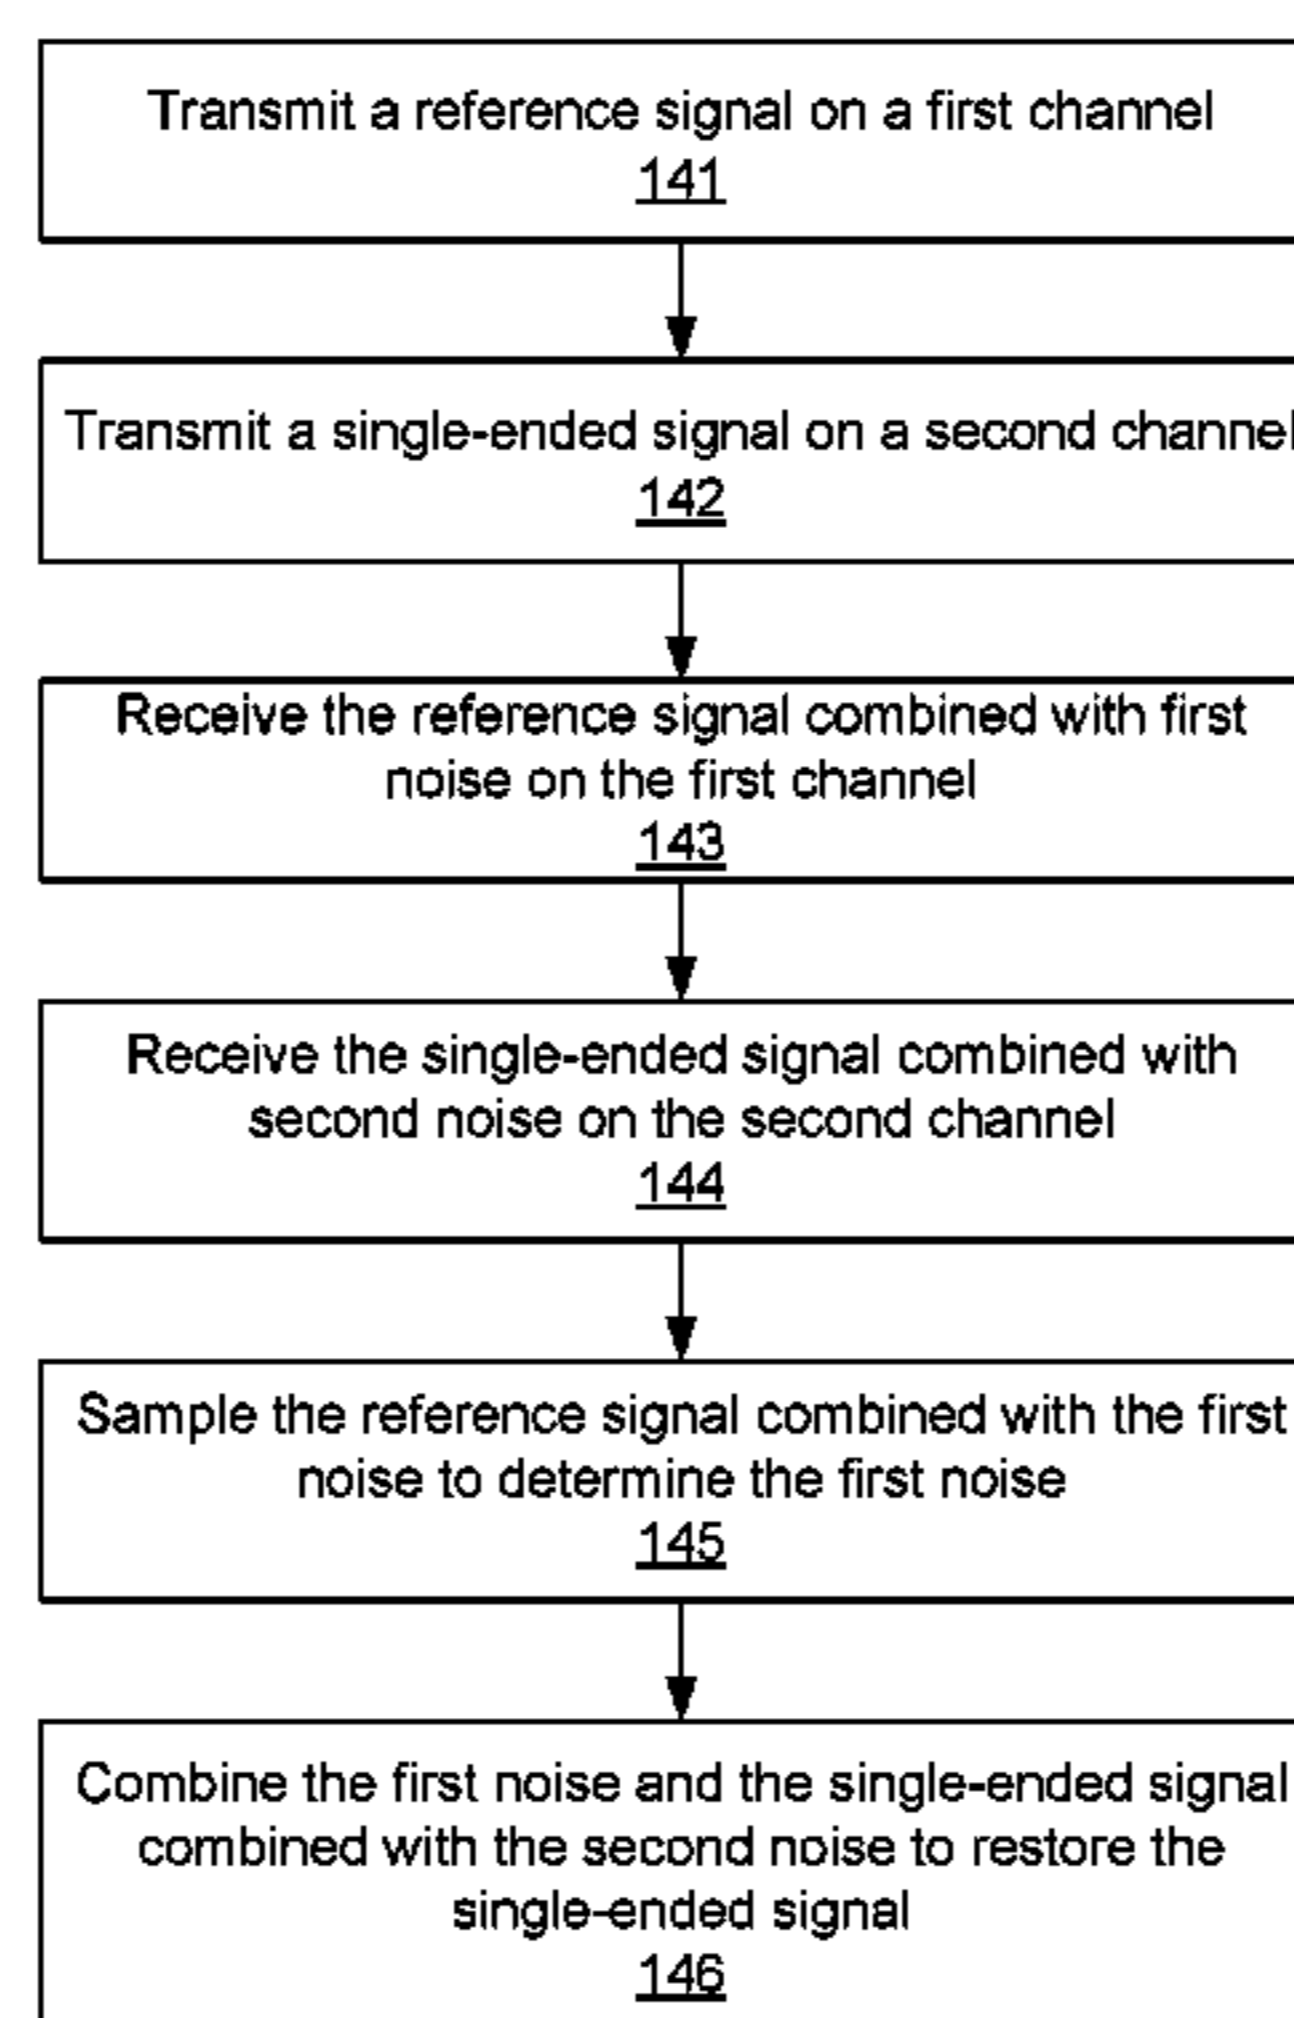 Transmit a reference signal on a first channel
141
Transmit a single-ended signal on a second channel
142
Receive the reference signal combined with first
noise on the first channel
143
Receive the single-ended signal combined with
second noise on the second channel
144
Sample the reference signal combined with the first
noise to determine the first noise
145
Combine the first noise and the single-ended signal
combined with the second noise to restore the
single-ended signal
146